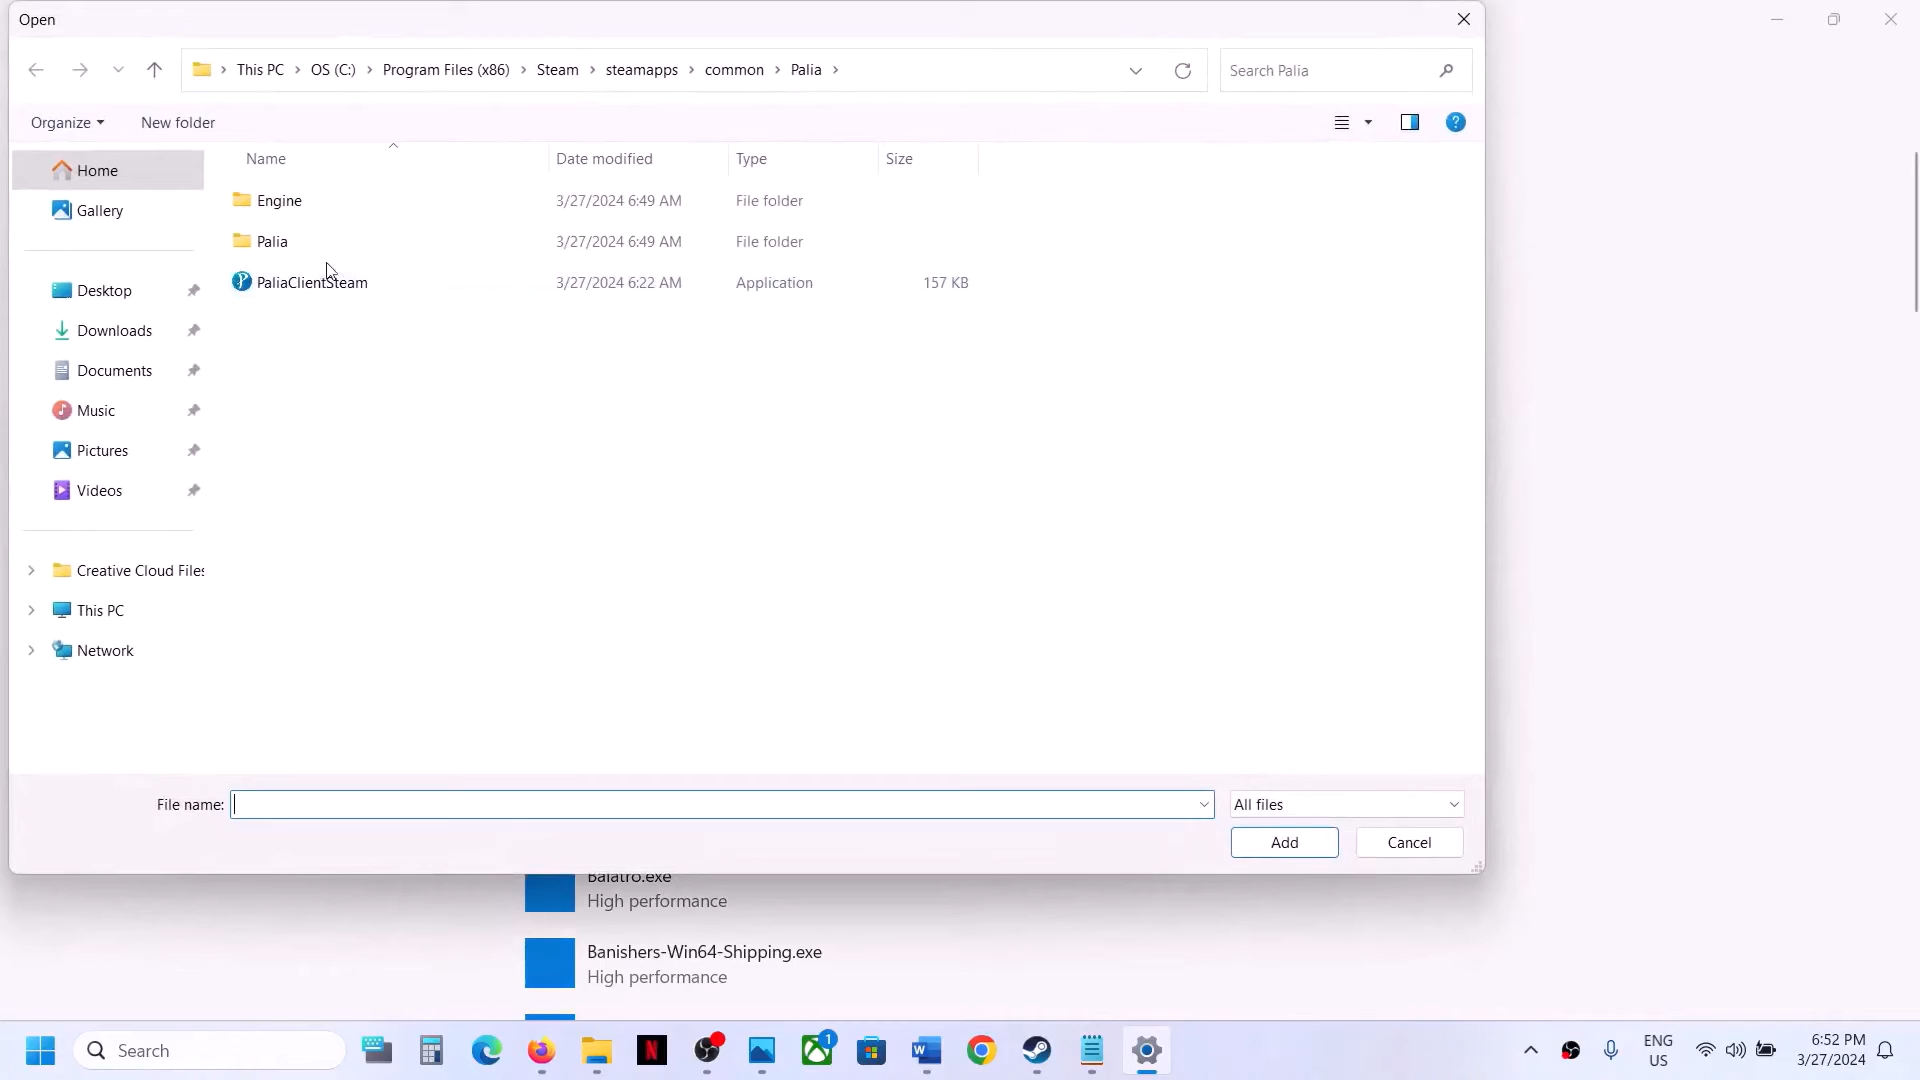 Open
This PC > OS (C:) > Program Files (x86) > Steam > steamapps > common > Palia >
Search Palia
Organize
New folder
Name
Date modified
Type
Size
Home
Gallery
Desktop
Downloads
Documents
Music
Pictures
Videos
Creative Cloud Files
This PC
Network
Engine
3/27/2024 6:49 AM
File folder
Palia
3/27/2024 6:49 AM
File folder
PaliaClientSteam
3/27/2024 6:22 AM
Application
157 KB
File name:
All files
Add
Cancel
Balatro.exe
High performance
Banishers-Win64-Shipping.exe
High performance
Search
1
ENG
US
6:52 PM
3/27/2024